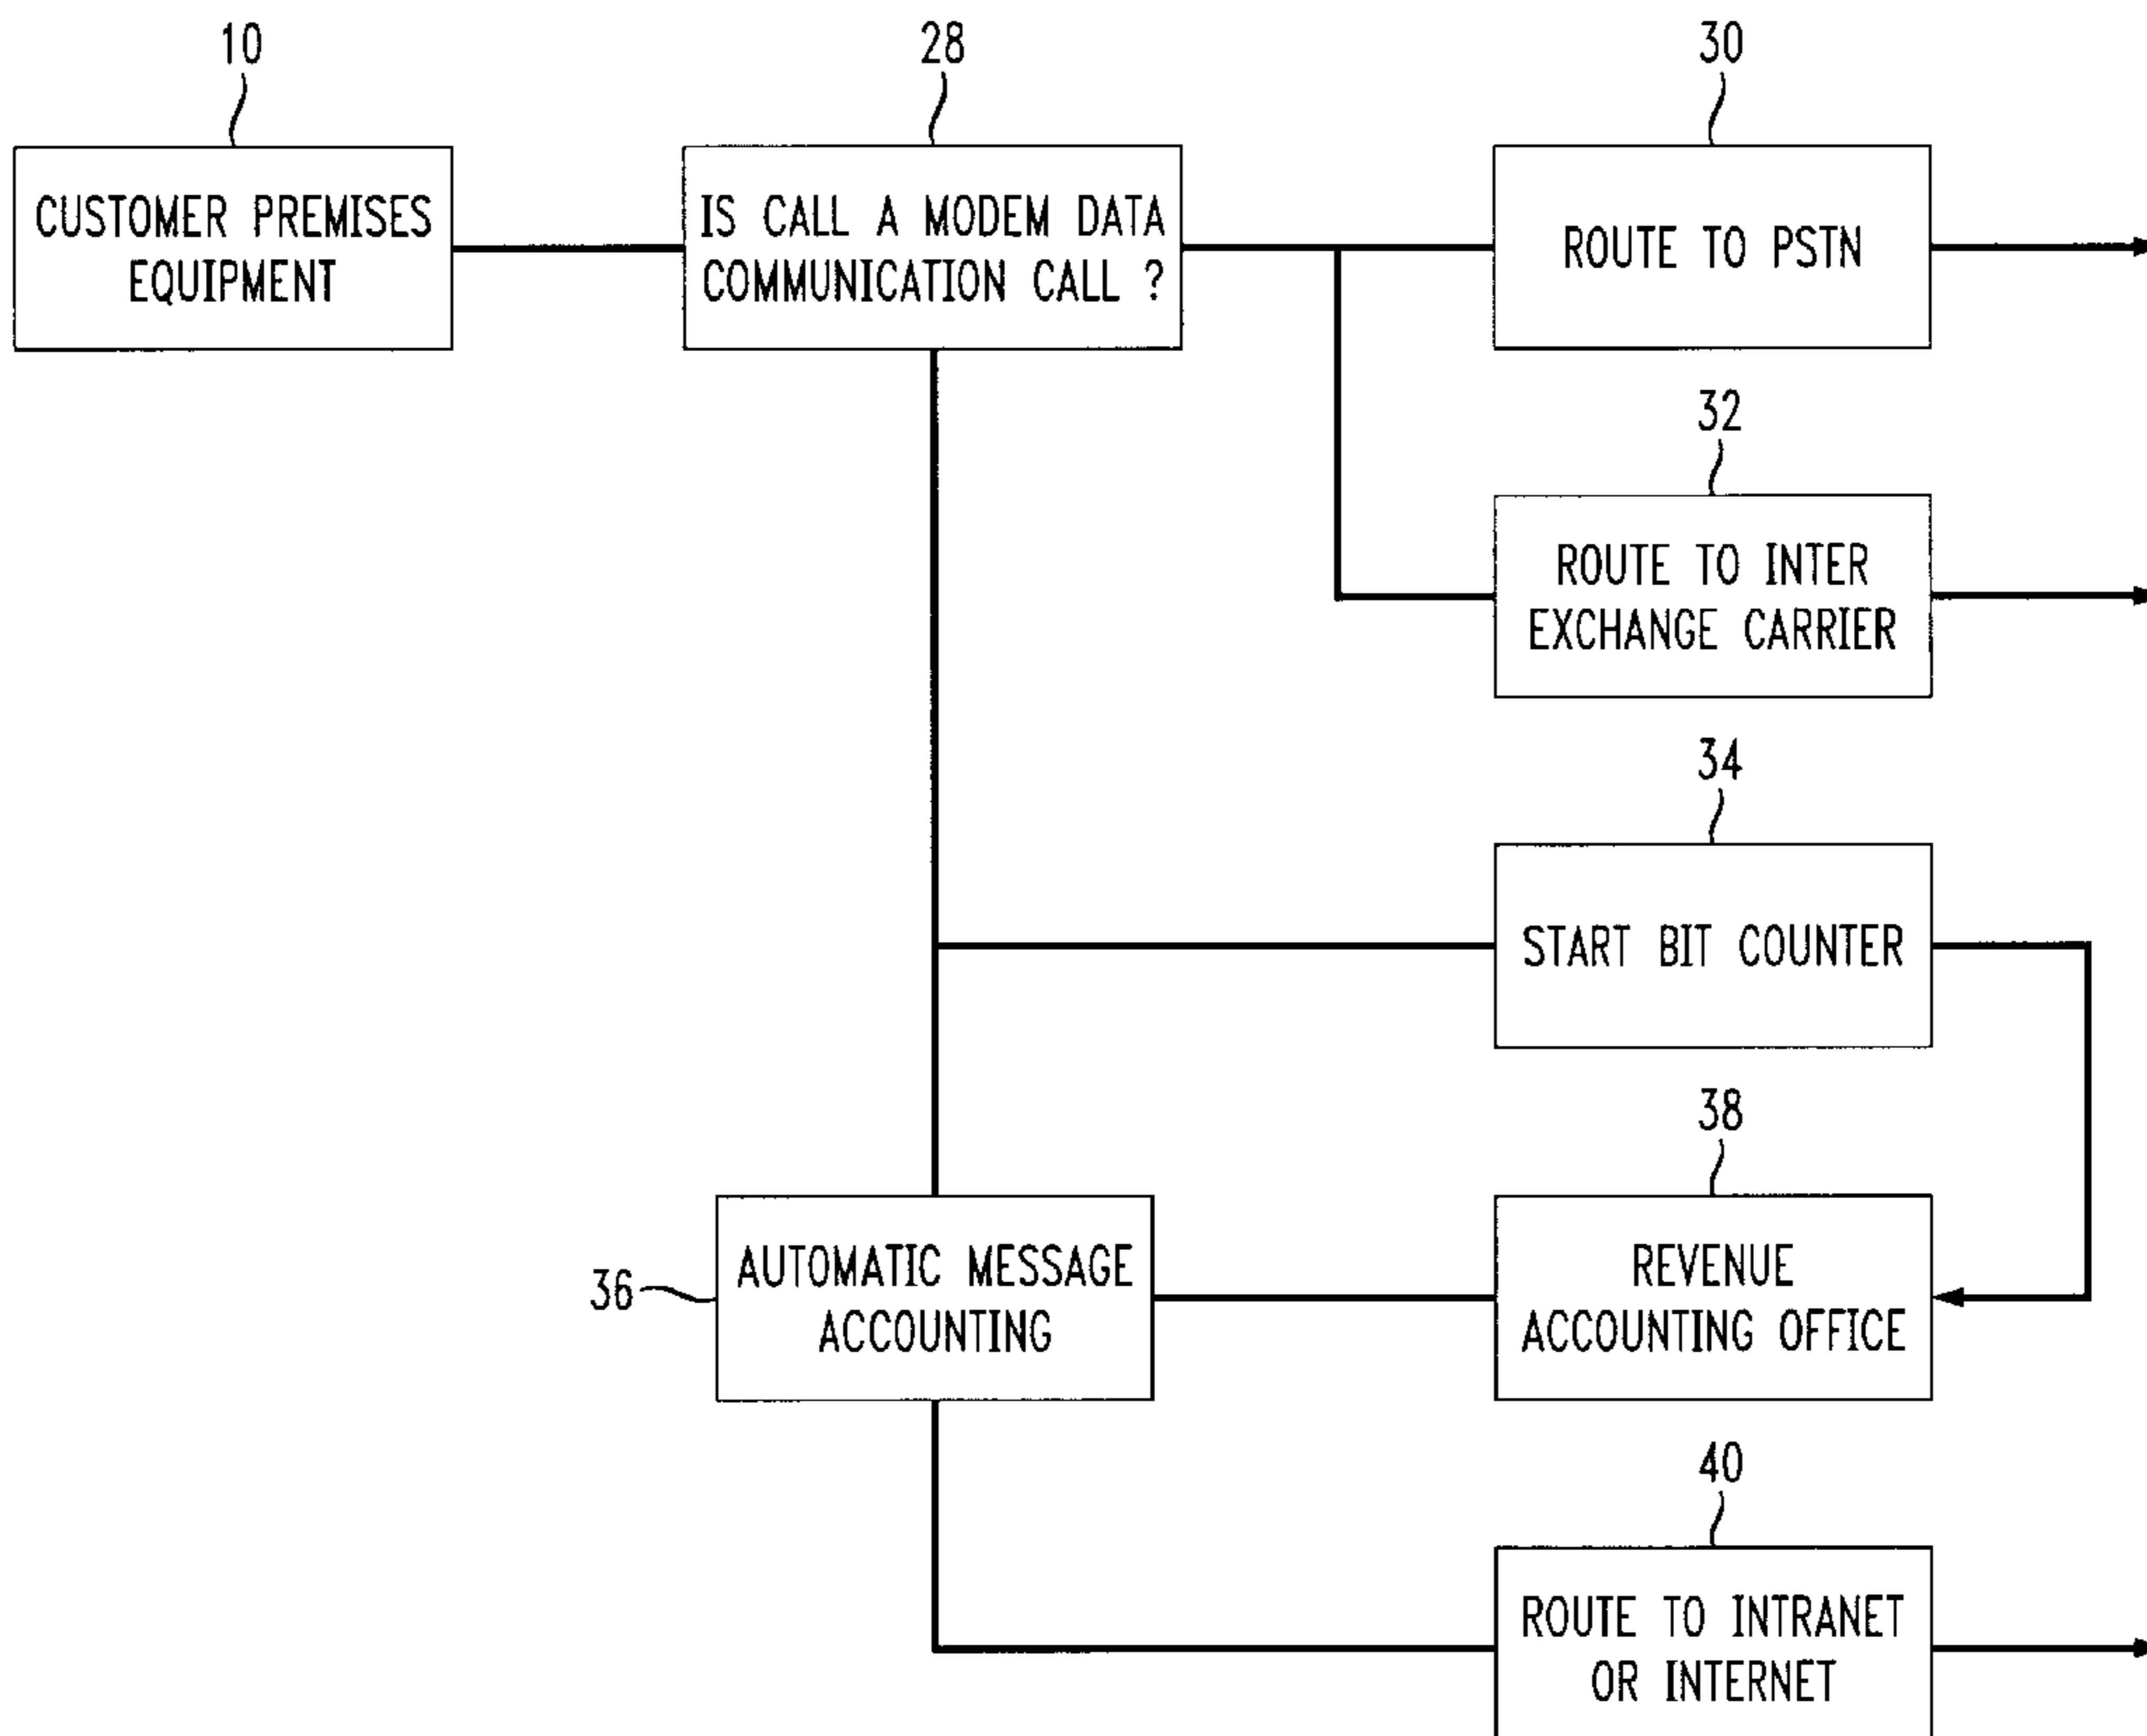 10
28
30
CUSTOMER PREMISES
EQUIPMENT
IS CALL A MODEM DATA
COMMUNICATION CALL ?
ROUTE TO PSTN
32
ROUTE TO INTER
EXCHANGE CARRIER
34
START BIT COUNTER
38
36
AUTOMATIC MESSAGE
ACCOUNTING
REVENUE
ACCOUNTING OFFICE
40
ROUTE TO INTRANET
OR INTERNET